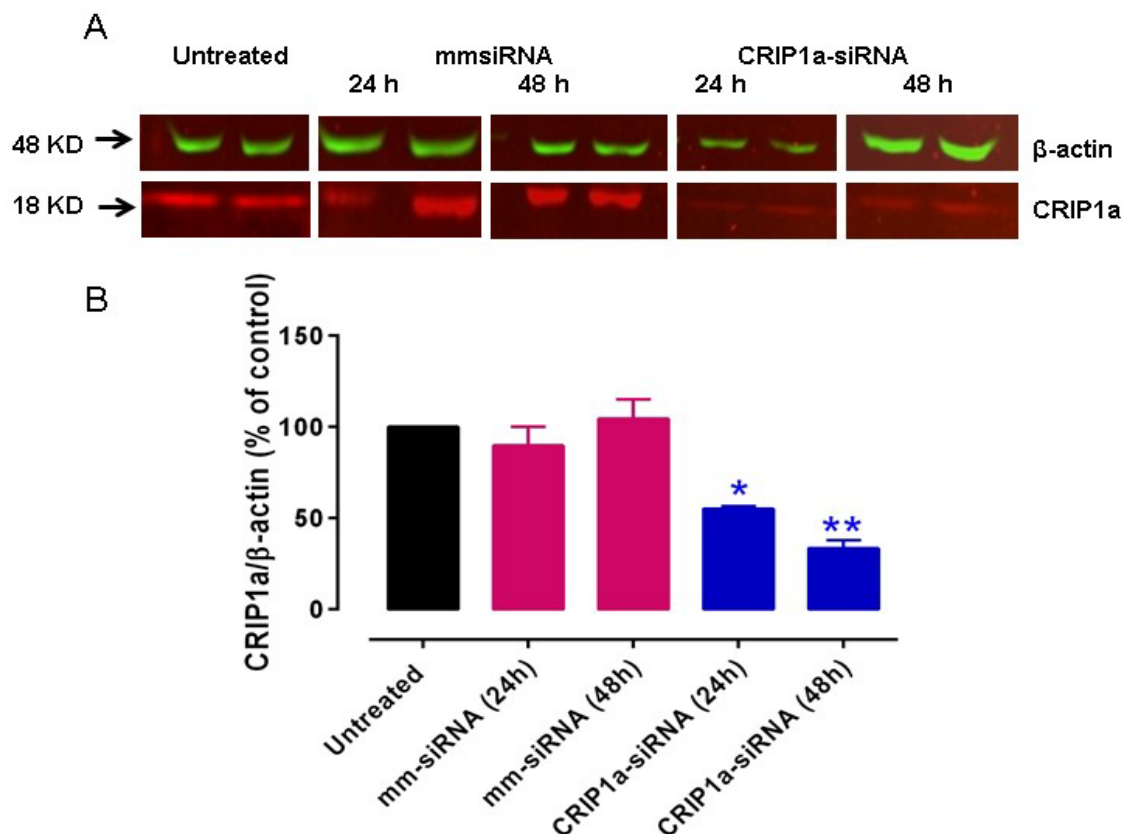 A
Untreated mmsiRNA CRIP1a-siRNA
24 h 48 h 24 h 48 h
48 KD β-actin
18 KD CRIP1a
B
CRIP1a/β-actin (% of control)
150
100
50
0
*
**
Untreated
mm-siRNA (24h)
mm-siRNA (48h)
CRIP1a-siRNA (24h)
CRIP1a-siRNA (48h)